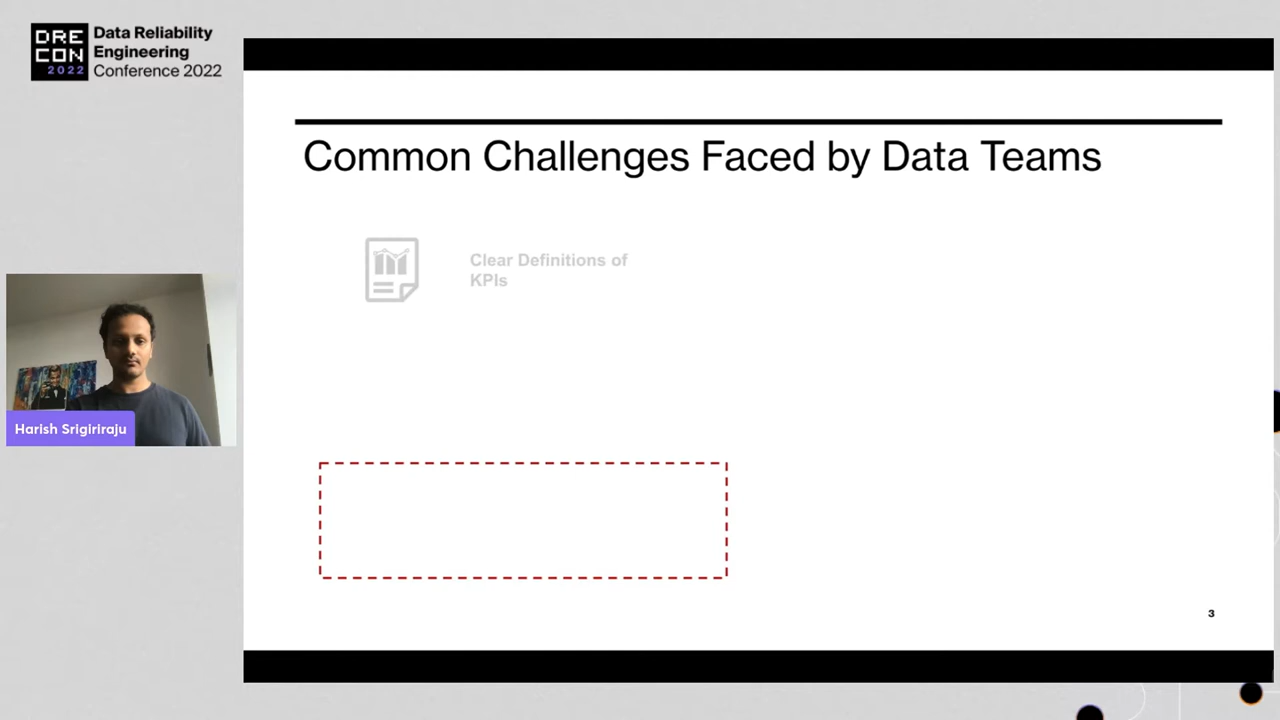 DRE
CON
2022
Data Reliability
Engineering
Conference 2022
Common Challenges Faced by Data Teams
Clear Definitions of
KPIs
Harish Srigiriraju
3